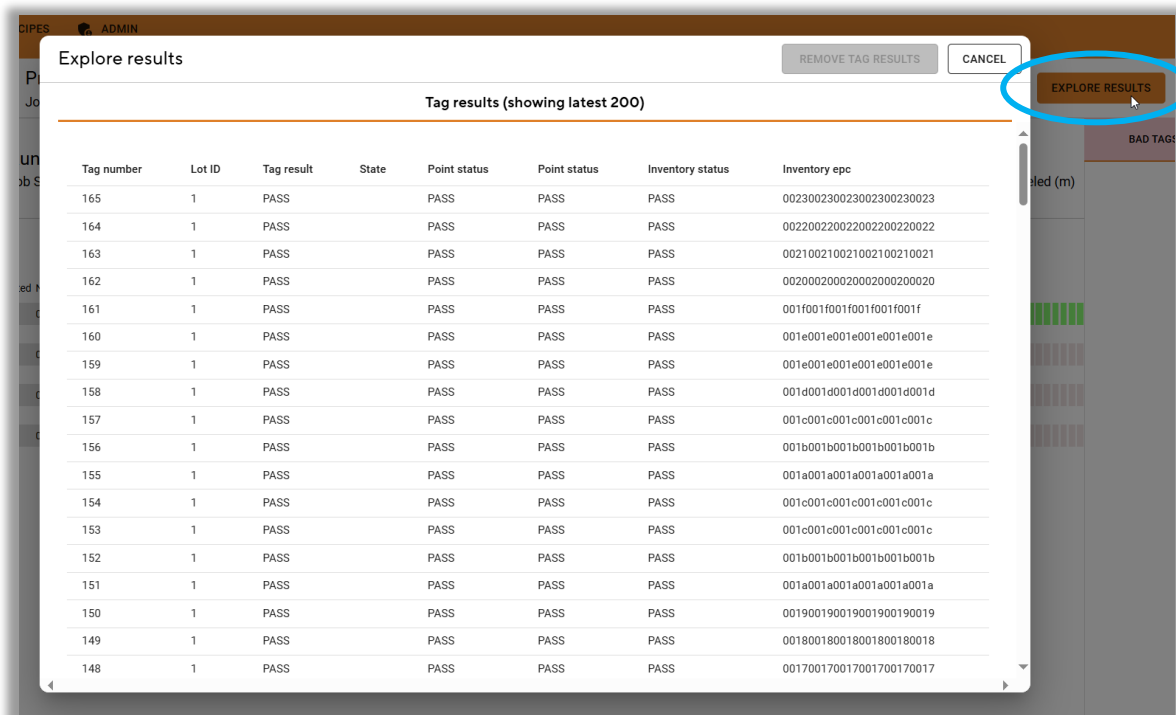 CIPES ADMIN
Explore results REMOVE TAG RESULTS CANCEL
EXPLORE RESULTS
Jo
Tag results (showing latest 200)
BAD TAGS
un
Tag number Lot ID Tag result State Point status Point status Inventory status Inventory epc
ob S eled (m)
165 1 PASS PASS PASS PASS 002300230023002300230023
164 1 PASS PASS PASS PASS 002200220022002200220022
163 1 PASS PASS PASS PASS 002100210021002100210021
162 1 PASS PASS PASS PASS 002000200020002000200020
ted N
161 1 PASS PASS PASS PASS 001f001f001f001f001f001f
160 1 PASS PASS PASS PASS 001e001e001e001e001e001e
159 1 PASS PASS PASS PASS 001e001e001e001e001e001e
158 1 PASS PASS PASS PASS 001d001d001d001d001d001d
157 1 PASS PASS PASS PASS 001c001c001c001c001c001c
156 1 PASS PASS PASS PASS 001b001b001b001b001b001b
155 1 PASS PASS PASS PASS 001a001a001a001a001a001a
154 1 PASS PASS PASS PASS 001c001c001c001c001c001c
153 1 PASS PASS PASS PASS 001c001c001c001c001c001c
152 1 PASS PASS PASS PASS 001b001b001b001b001b001b
151 1 PASS PASS PASS PASS 001a001a001a001a001a001a
150 1 PASS PASS PASS PASS 001900190019001900190019
149 1 PASS PASS PASS PASS 001800180018001800180018
148 1 PASS PASS PASS PASS 001700170017001700170017